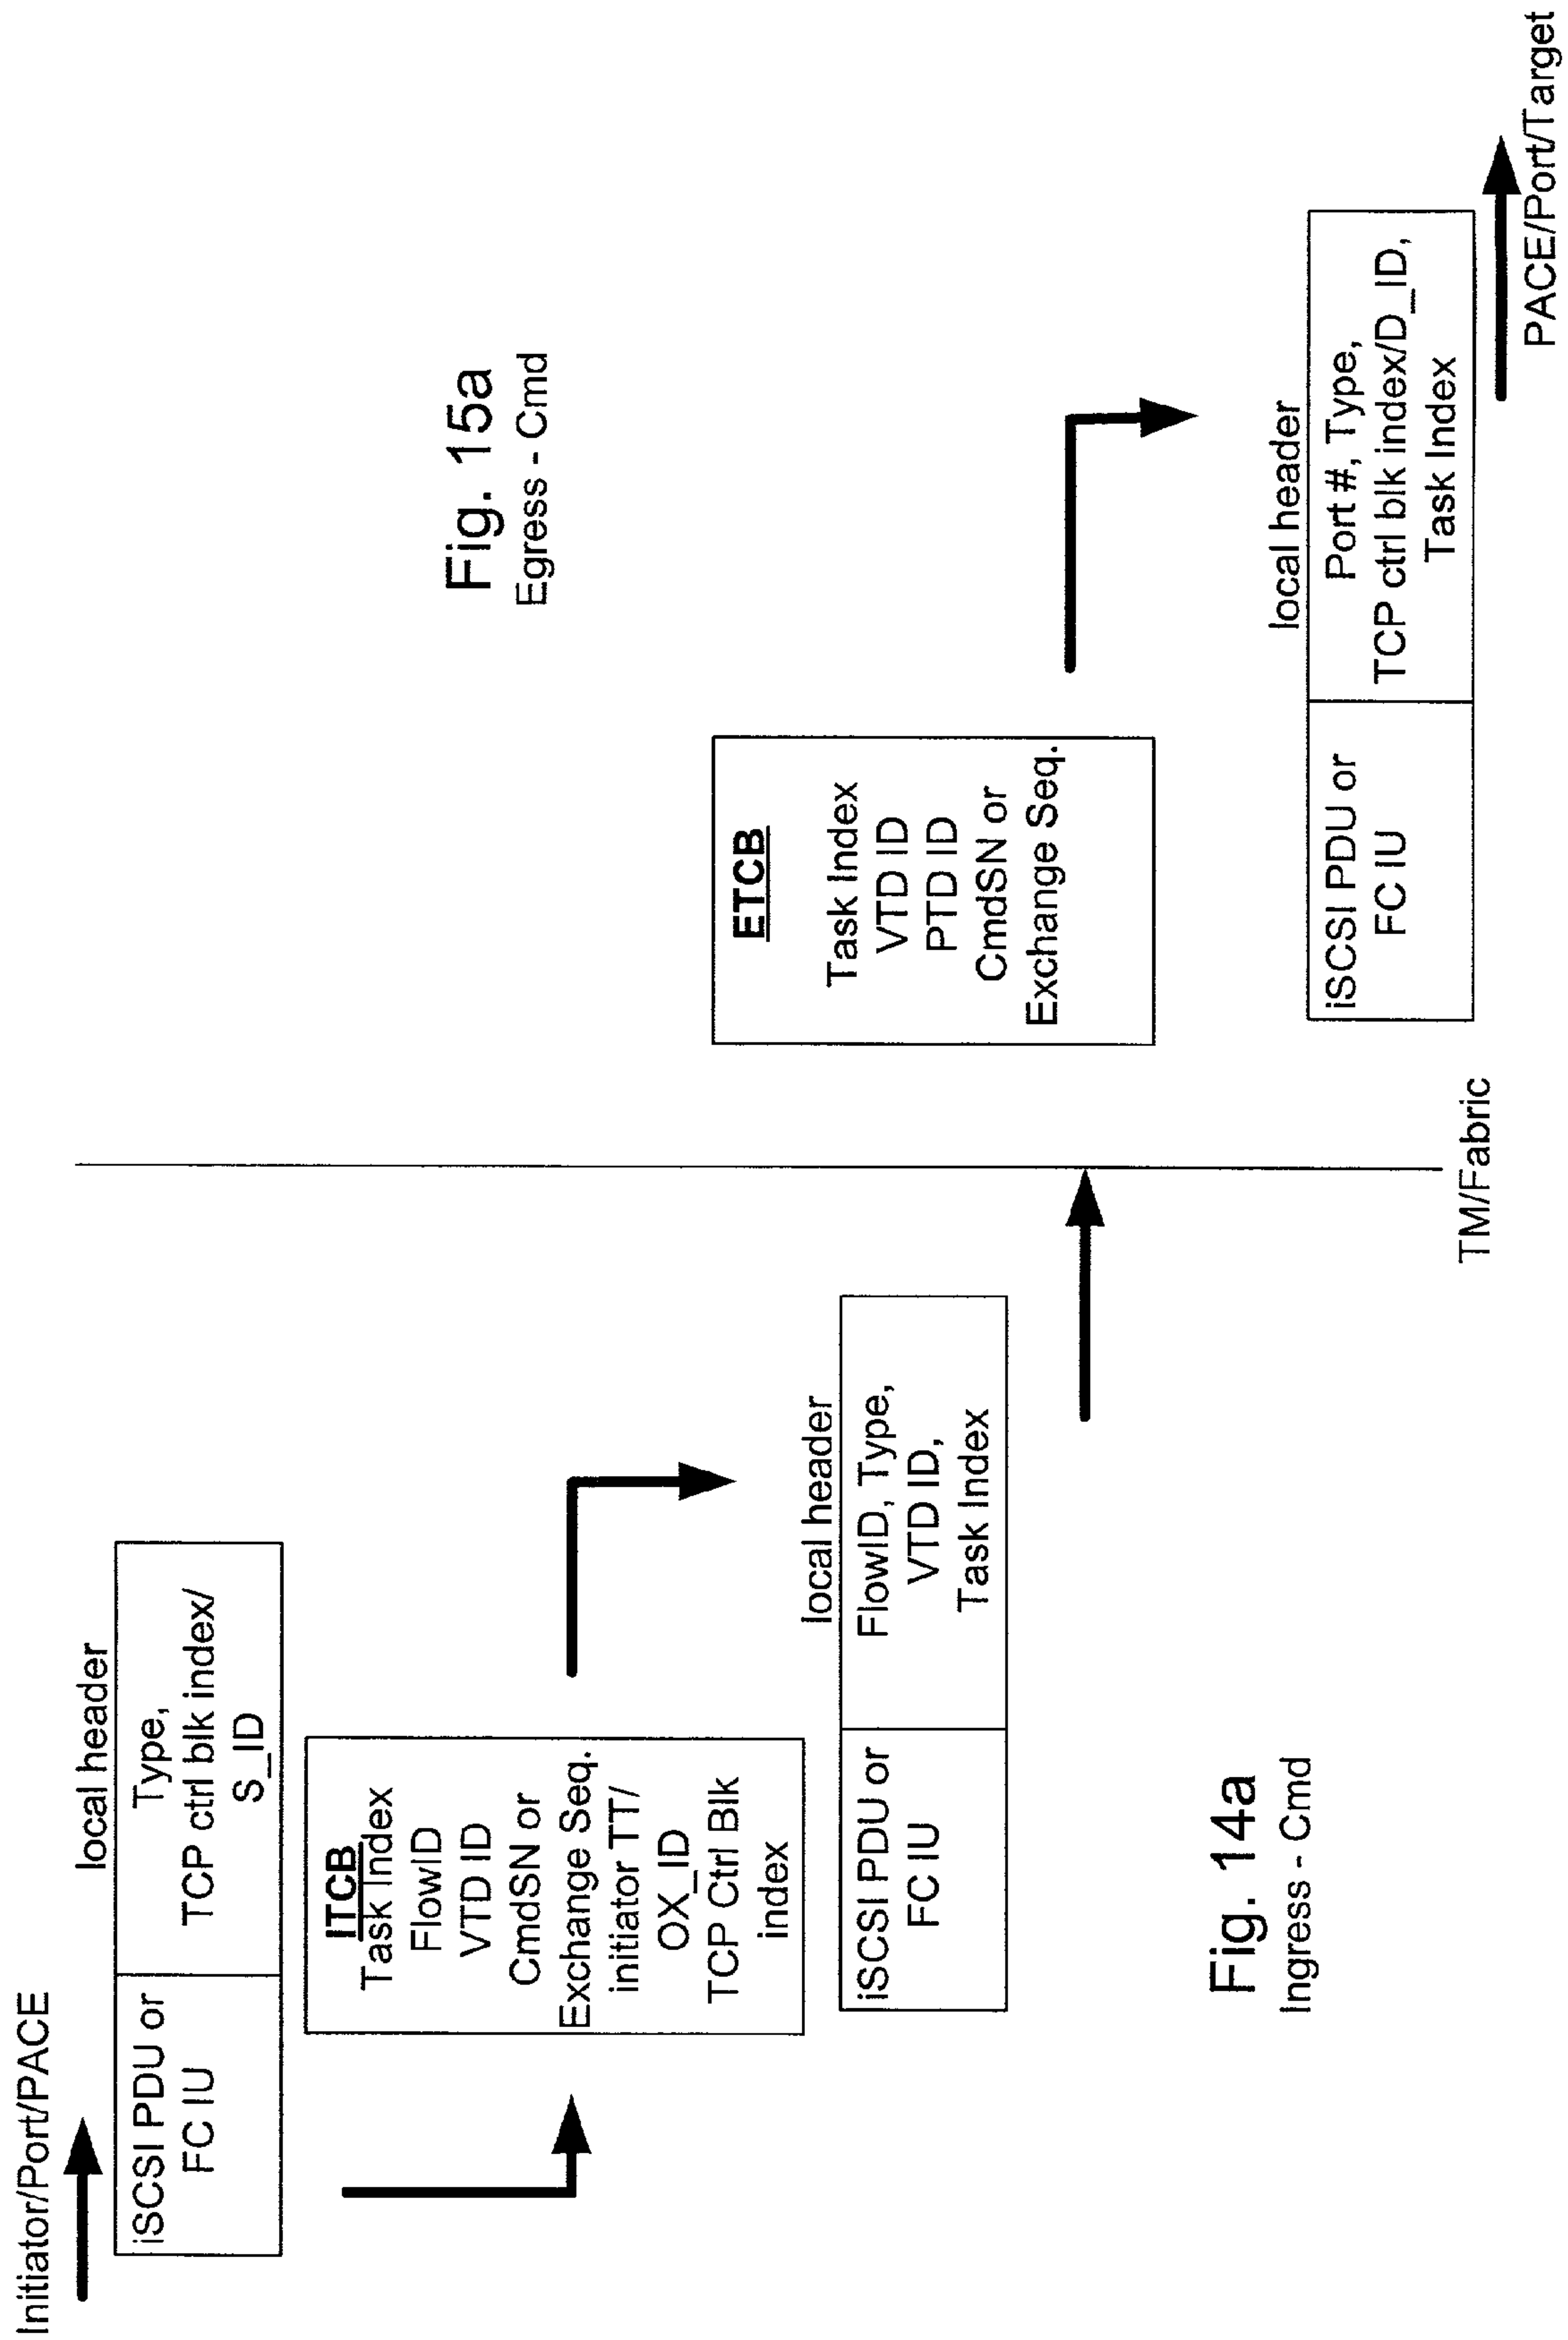 Initiator/Port/PACE
local header
iSCSI PDU or
FC IU
Type,
TCP ctrl blk index/
S_ID
ITCB
Task Index
FlowID
VTD ID
CmdSN or
Exchange Seq.
initiator TT/
OX_ID
TCP Ctrl Blk
index
local header
iSCSI PDU or
FC IU
FlowID, Type,
VTD ID,
Task Index
Fig. 14a
Ingress - Cmd
TM/Fabric
Fig. 15a
Egress - Cmd
ETCB
Task Index
VTD ID
PTD ID
CmdSN or
Exchange Seq.
local header
iSCSI PDU or
FC IU
Port #, Type,
TCP ctrl blk index/D_ID,
Task Index
PACE/Port/Target